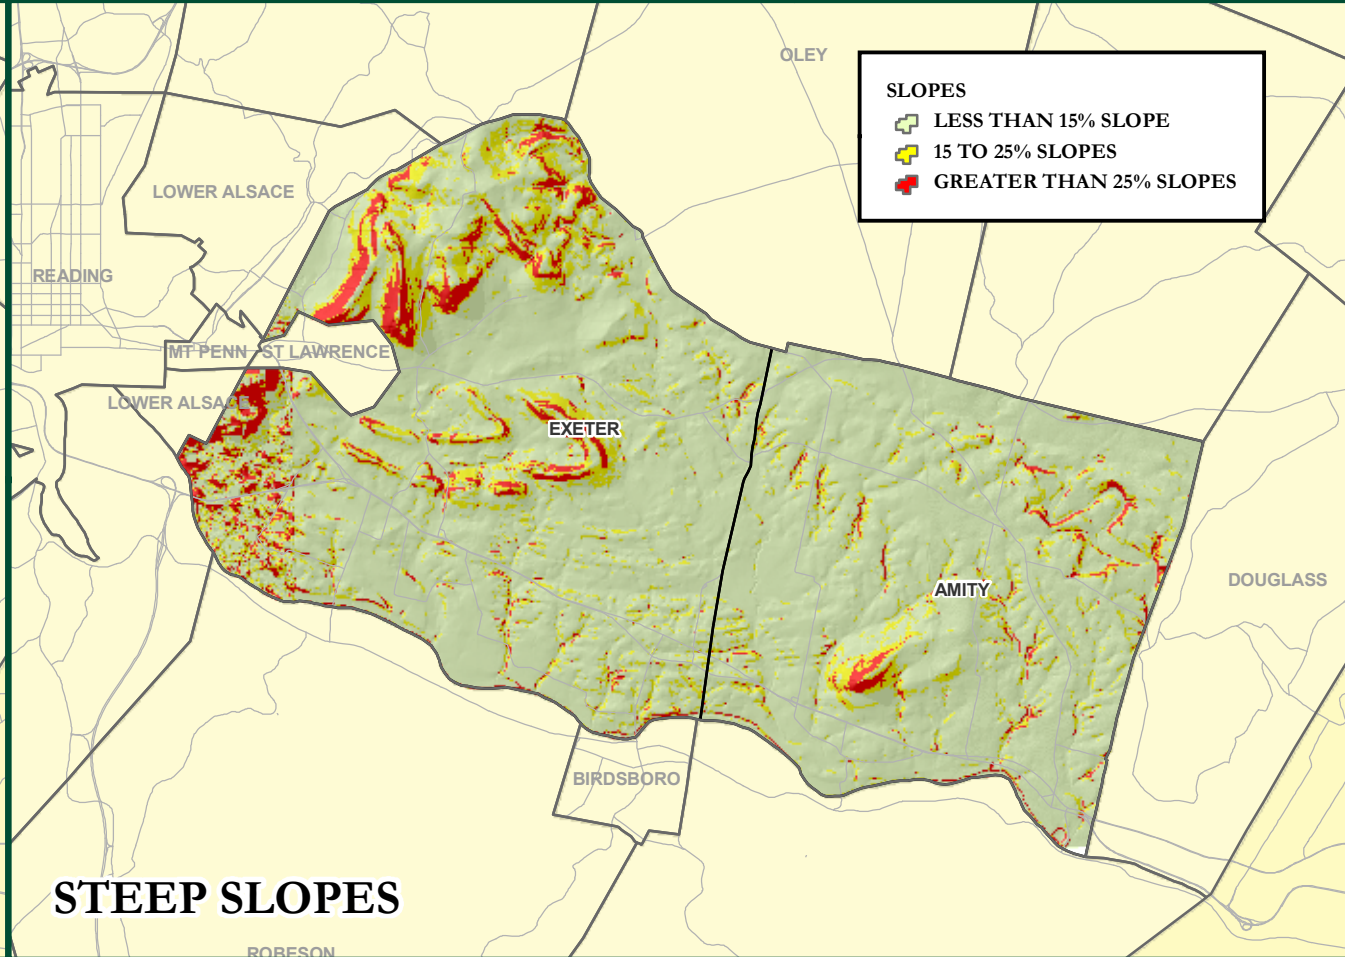 OLEY
SLOPES
LESS THAN 15% SLOPE
15 TO 25% SLOPES
GREATER THAN 25% SLOPES
LOWER ALSACE
READING
MT PENN
ST LAWRENCE
LOWER ALSACE
EXETER
AMITY
DOUGLASS
BIRDSBORO
STEEP SLOPES
ROBESON